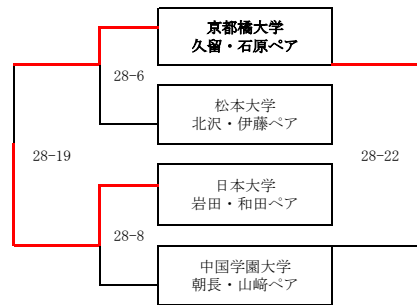 京都橘大学
久留・石原ペア
28-6
松本大学
北沢・伊藤ペア
28-19
28-22
日本大学
岩田・和田ペア
28-8
中国学園大学
朝長・山﨑ペア